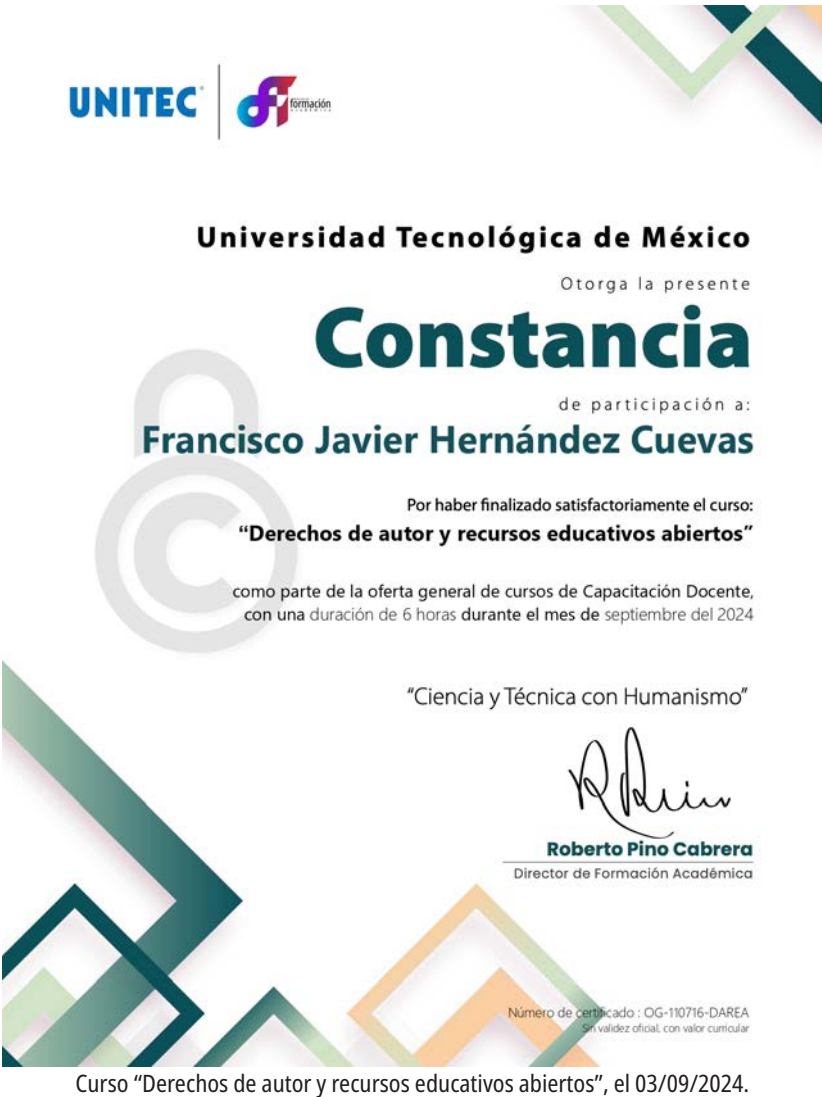 UNITEC
formación
Universidad Tecnológica de México
Otorga la presente
Constancia
de participación a:
Francisco Javier Hernández Cuevas
Por haber finalizado satisfactoriamente el curso:
“Derechos de autor y recursos educativos abiertos”
como parte de la oferta general de cursos de Capacitación Docente,
con una duración de 6 horas durante el mes de septiembre del 2024
“Ciencia y Técnica con Humanismo”
Roberto Pino Cabrera
Director de Formación Académica
Número de certificado : OG-110716-DAREA
Sin validez oficial, con valor curricular
Curso “Derechos de autor y recursos educativos abiertos”, el 03/09/2024.